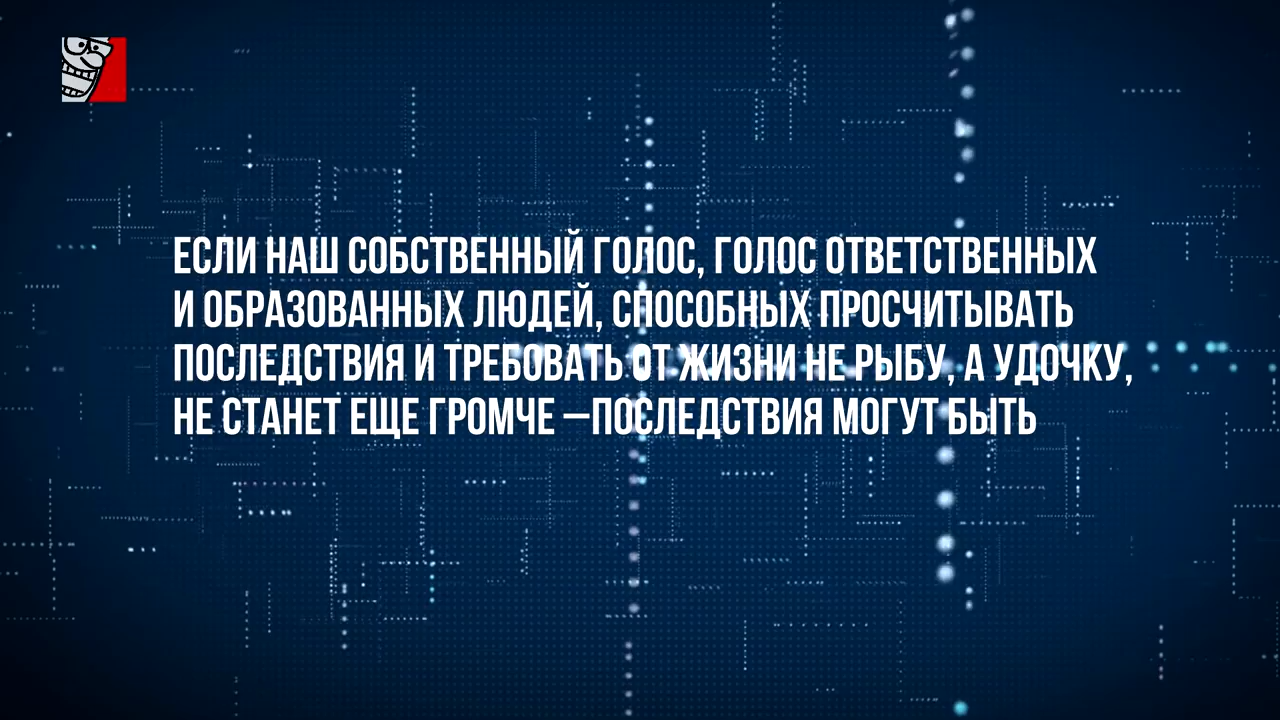 ЕСЛИ НАШ СОБСТВЕННЫЙ ГОЛОС, ГОЛОС ОТВЕТСТВЕННЫХ
И ОБРАЗОВАННЫХ ЛЮДЕЙ, СПОСОБНЫХ ПРОСЧИТЫВАТЬ
ПОСЛЕДСТВИЯ И ТРЕБОВАТЬ ОТ ЖИЗНИ НЕ РЫБУ, А УДОЧКУ,
НЕ СТАНЕТ ЕЩЕ ГРОМЧЕ –ПОСЛЕДСТВИЯ МОГУТ БЫТЬ